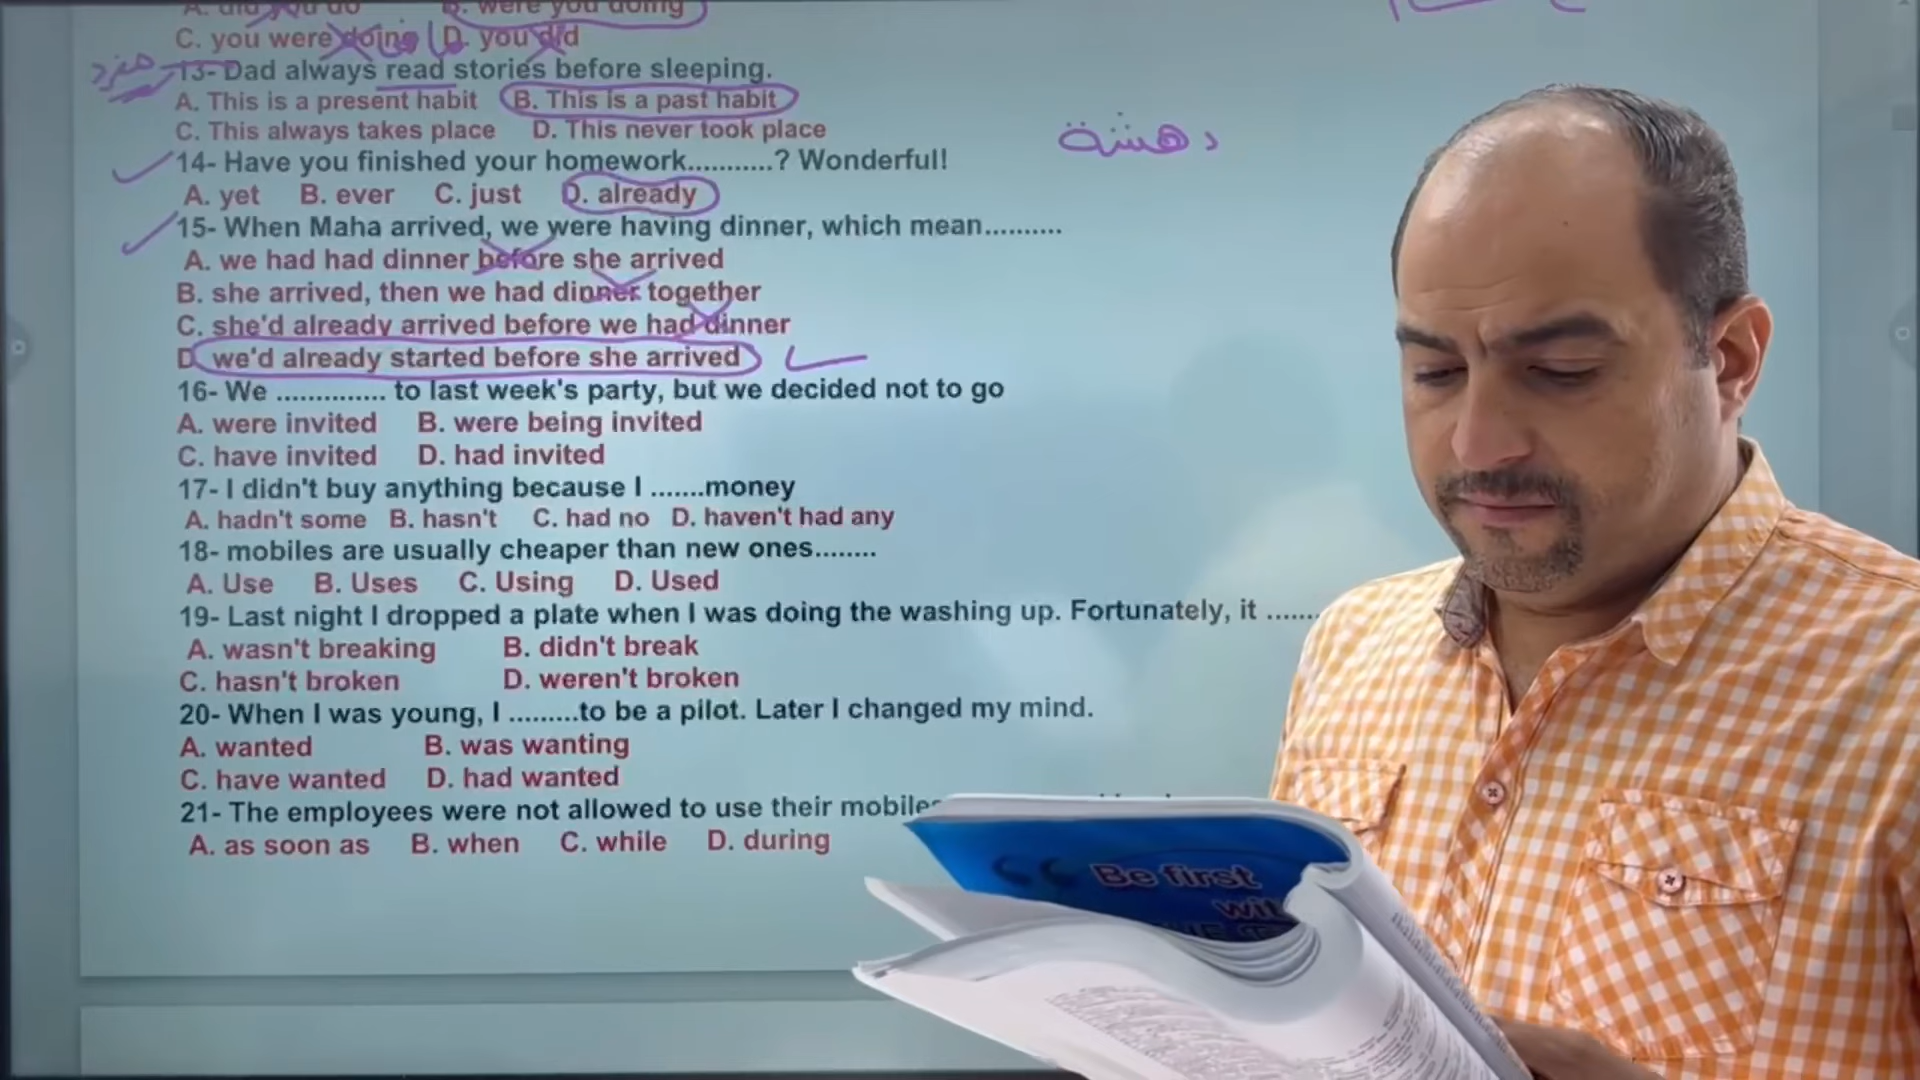 A. did you do B. were you doing
C. you were doing D. you did
13- Dad always read stories before sleeping.
A. This is a present habit B. This is a past habit
C. This always takes place D. This never took place
دهشة
14- Have you finished your homework...........? Wonderful!
A. yet B. ever C. just D. already
15- When Maha arrived, we were having dinner, which mean..........
A. we had had dinner before she arrived
B. she arrived, then we had dinner together
C. she'd already arrived before we had dinner
D we'd already started before she arrived
16- We .............. to last week's party, but we decided not to go
A. were invited B. were being invited
C. have invited D. had invited
17- I didn't buy anything because I .......money
A. hadn't some B. hasn't C. had no D. haven't had any
18- mobiles are usually cheaper than new ones........
A. Use B. Uses C. Using D. Used
19- Last night I dropped a plate when I was doing the washing up. Fortunately, it .......
A. wasn't breaking B. didn't break
C. hasn't broken D. weren't broken
20- When I was young, I .........to be a pilot. Later I changed my mind.
A. wanted B. was wanting
C. have wanted D. had wanted
21- The employees were not allowed to use their mobiles
A. as soon as B. when C. while D. during
Be first